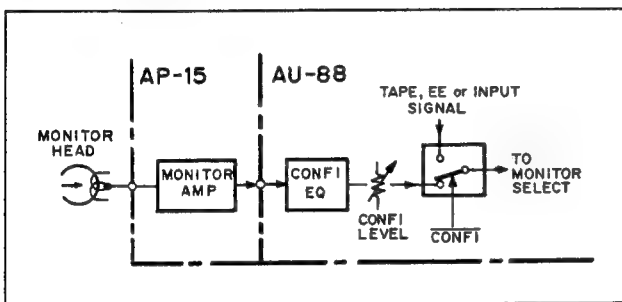 AP-15
AU-88
TAPE, EE or INPUT
SIGNAL
MONITOR
HEAD
MONITOR
AMP
CONFI
EQ
CONFI
LEVEL
CONFI
TO
MONITOR
SELECT